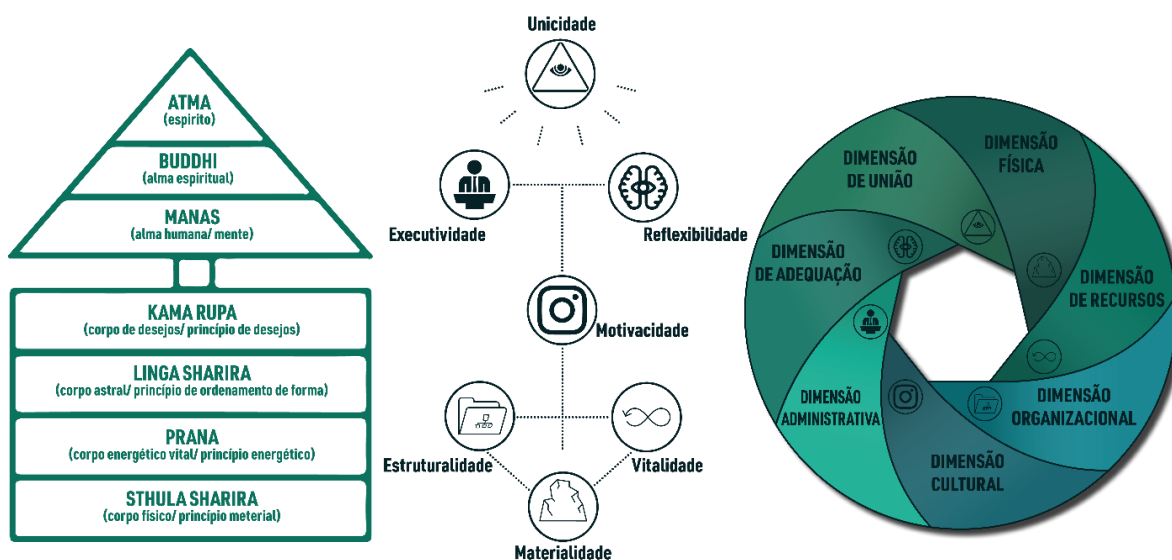 ATMA
(espírito)
BUDDHI
(alma espiritual)
MANAS
(alma humana/ mente)
KAMA RUPA
(corpo de desejos/ princípio de desejos)
LINGA SHARIRA
(corpo astral/ princípio de ordenamento de forma)
PRANA
(corpo energético vital/ princípio energético)
STHULA SHARIRA
(corpo físico/ princípio meterial)
Unicidade
Executividade
Reflexibilidade
Motivacidade
Estruturalidade
Vitalidade
Materialidade
DIMENSÃO
DE UNIÃO
DIMENSÃO
FÍSICA
DIMENSÃO
DE RECURSOS
DIMENSÃO
ORGANIZACIONAL
DIMENSÃO
CULTURAL
DIMENSÃO
ADMINISTRATIVA
DIMENSÃO
DE ADEQUAÇÃO